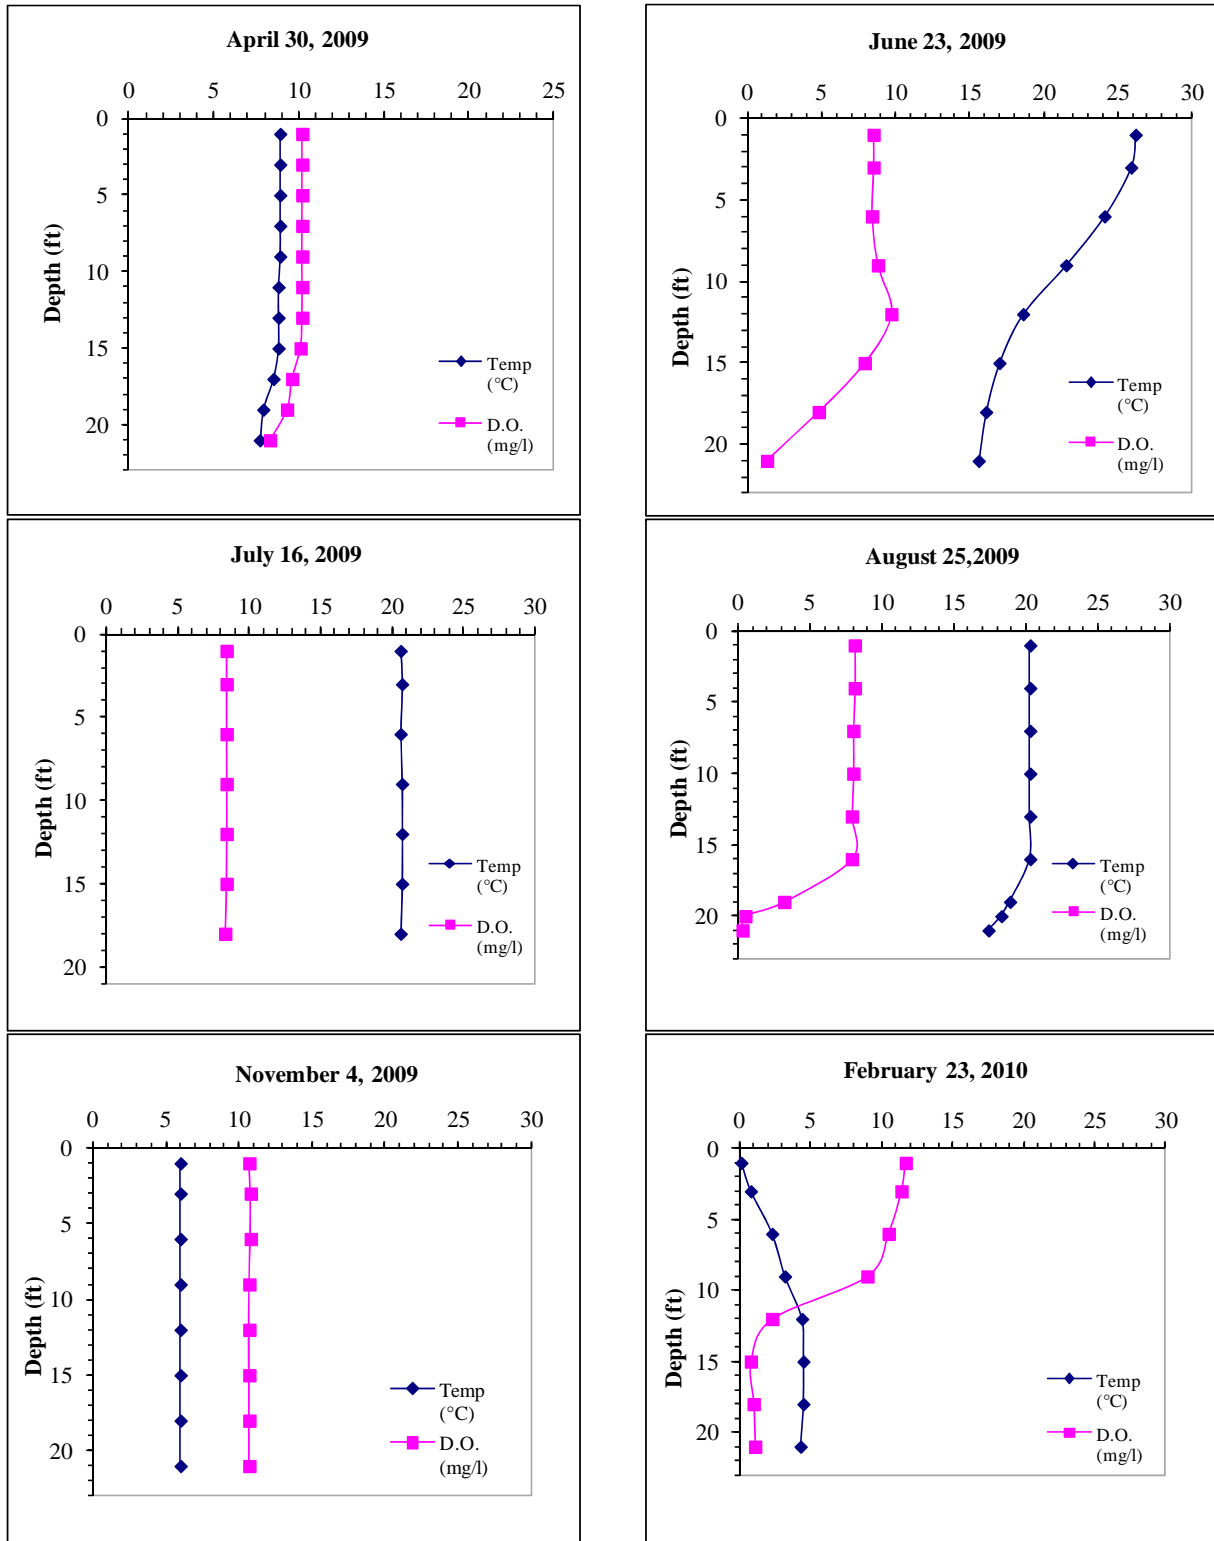 April 30, 2009
0 5 10 15 20 25
0
5
10
15
20
Depth (ft)
Temp
(°C)
D.O.
(mg/l)
June 23, 2009
0 5 10 15 20 25 30
0
5
10
15
20
Depth (ft)
Temp
(°C)
D.O.
(mg/l)
July 16, 2009
0 5 10 15 20 25 30
0
5
10
15
20
Depth (ft)
Temp
(°C)
D.O.
(mg/l)
August 25,2009
0 5 10 15 20 25 30
0
5
10
15
20
Depth (ft)
Temp
(°C)
D.O.
(mg/l)
November 4, 2009
0 5 10 15 20 25 30
0
5
10
15
20
Depth (ft)
Temp
(°C)
D.O.
(mg/l)
February 23, 2010
0 5 10 15 20 25 30
0
5
10
15
20
Depth (ft)
Temp
(°C)
D.O.
(mg/l)